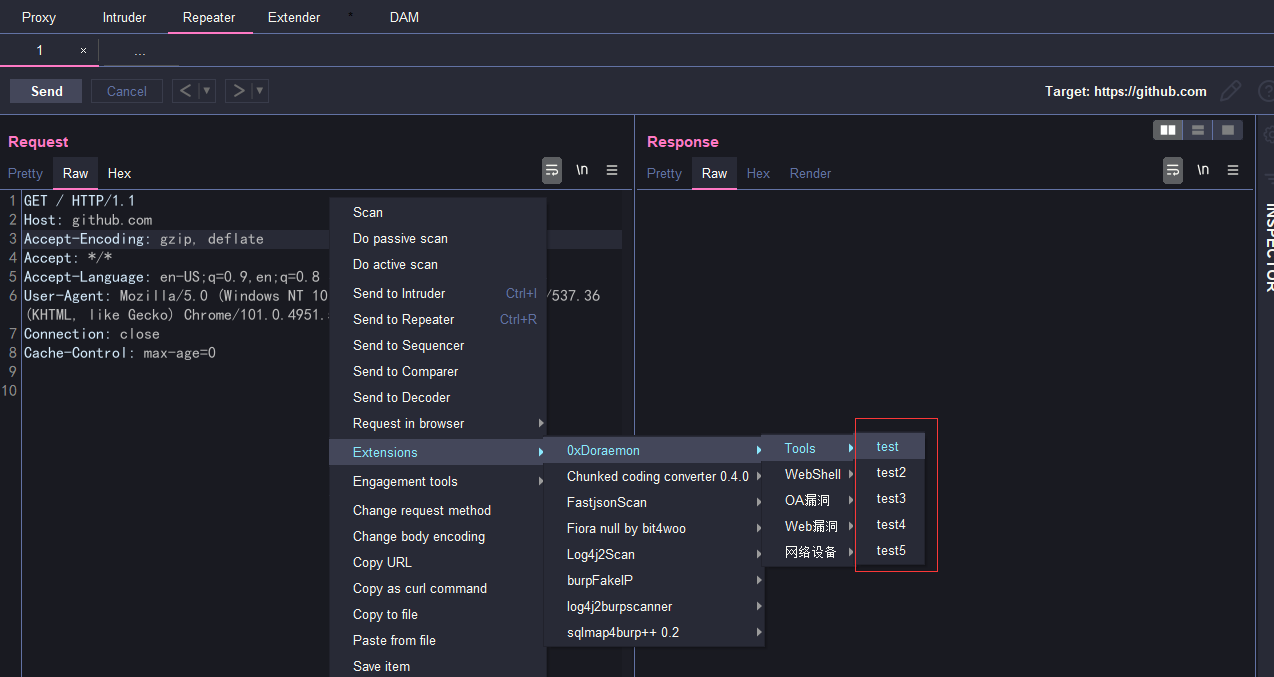 Proxy Intruder Repeater Extender DAM
1 × ...
Send Cancel < ▾ > ▾ Target: https://github.com
Request
Pretty Raw Hex \n
1 GET / HTTP/1.1
2 Host: github.com
3 Accept-Encoding: gzip, deflate
4 Accept: */*
5 Accept-Language: en-US;q=0.9,en;q=0.8
6 User-Agent: Mozilla/5.0 (Windows NT 10 /537.36
(KHTML, like Gecko) Chrome/101.0.4951.
7 Connection: close
8 Cache-Control: max-age=0
9
10
Response
Pretty Raw Hex Render \n
INSPECTOR
Scan
Do passive scan
Do active scan
Send to Intruder Ctrl+I
Send to Repeater Ctrl+R
Send to Sequencer
Send to Comparer
Send to Decoder
Request in browser
Extensions
Engagement tools
Change request method
Change body encoding
Copy URL
Copy as curl command
Copy to file
Paste from file
Save item
0xDoraemon
Chunked coding converter 0.4.0
FastjsonScan
Fiora null by bit4woo
Log4j2Scan
burpFakeIP
log4j2burpscanner
sqlmap4burp++ 0.2
Tools
WebShell
OA漏洞
Web漏洞
网络设备
test
test2
test3
test4
test5